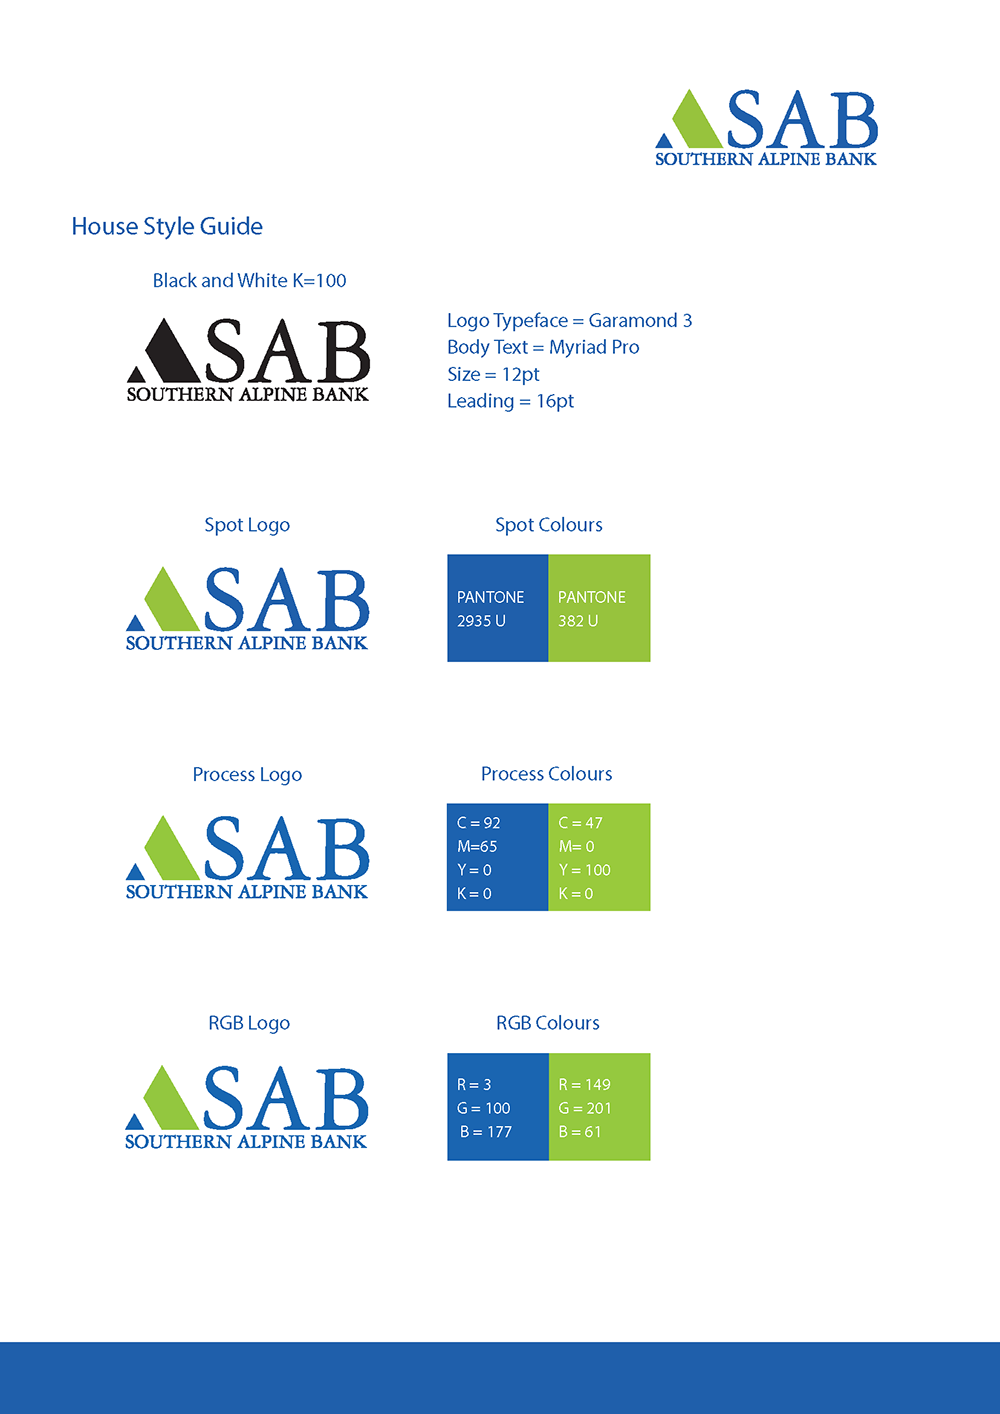 SAB
SOUTHERN ALPINE BANK
House Style Guide
Black and White K=100
SAB
SOUTHERN ALPINE BANK
Logo Typeface = Garamond 3
Body Text = Myriad Pro
Size = 12pt
Leading = 16pt
Spot Logo
SAB
SOUTHERN ALPINE BANK
Spot Colours
PANTONE
2935 U
PANTONE
382 U
Process Logo
SAB
SOUTHERN ALPINE BANK
Process Colours
C = 92
M=65
Y = 0
K = 0
C = 47
M= 0
Y = 100
K = 0
RGB Logo
SAB
SOUTHERN ALPINE BANK
RGB Colours
R = 3
G = 100
B = 177
R = 149
G = 201
B = 61